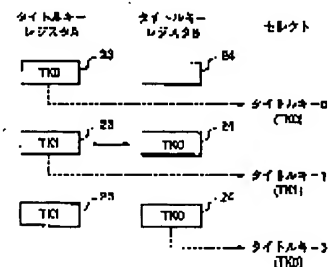 タイトルキー
レジスタA
タイトルキー
レジスタB
セレクト
TK0
23
24
タイトルキー0
(TK0)
TK1
23
TK0
24
タイトルキー1
(TK1)
TK1
23
TK0
24
タイトルキー
(TK0)